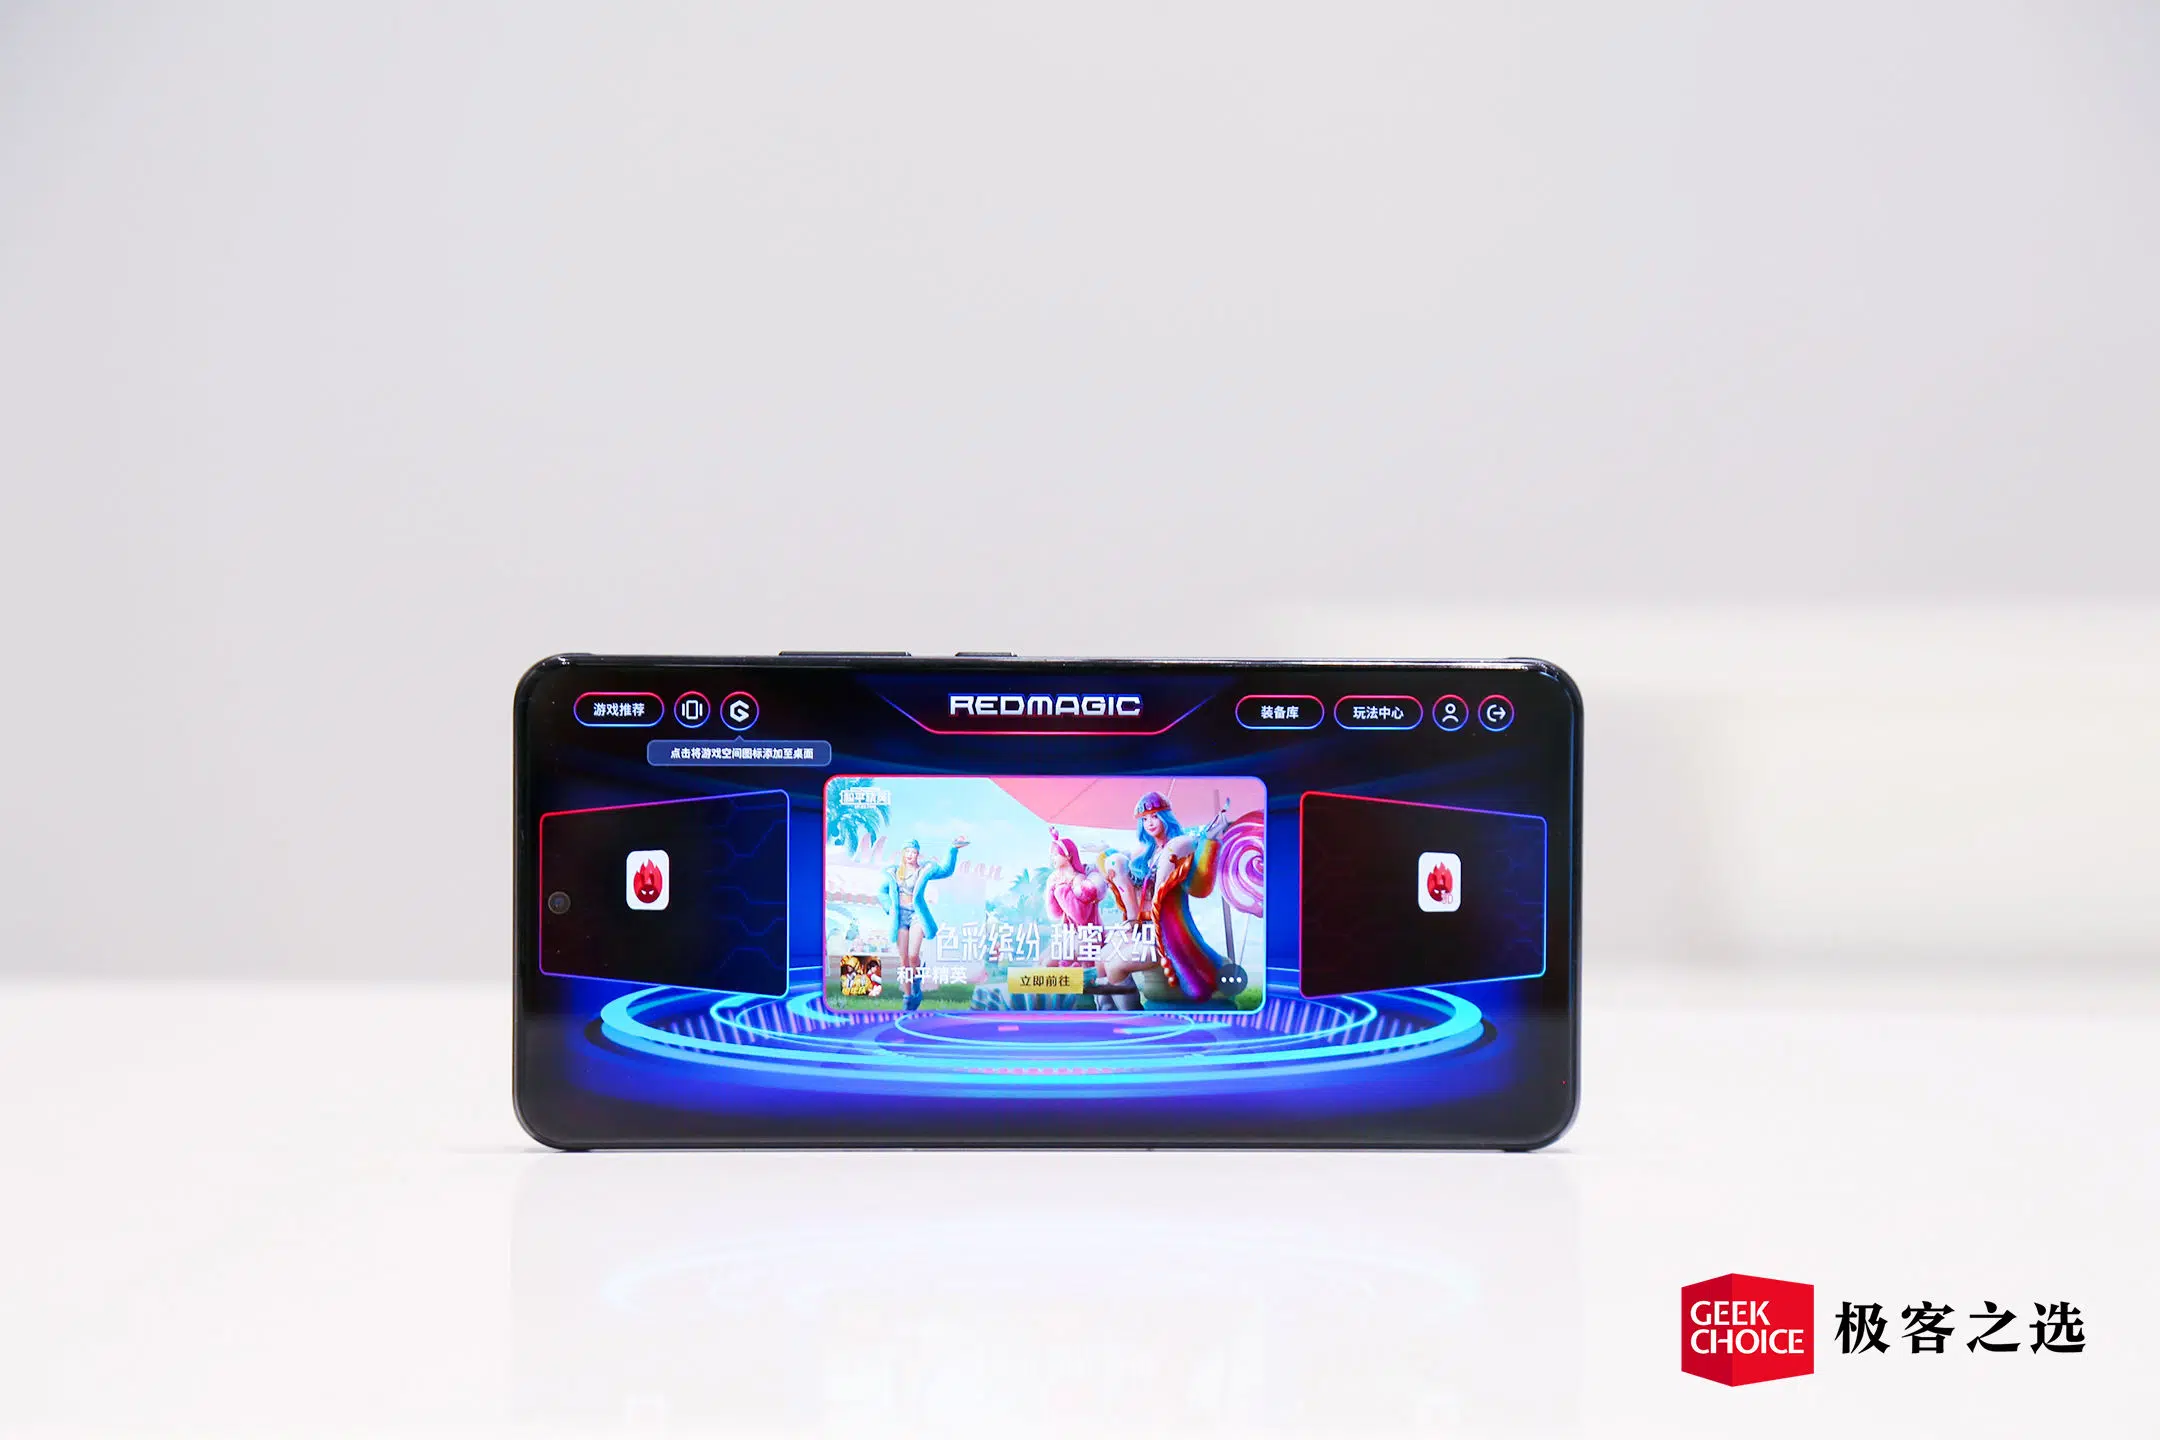 游戏推荐
REDMAGIC
装备库
玩法中心
点击将游戏空间图标添加至桌面
和平精英
色彩缤纷 甜蜜交织
和平精英
立即前往
3D
GEEK
CHOICE
极客之选